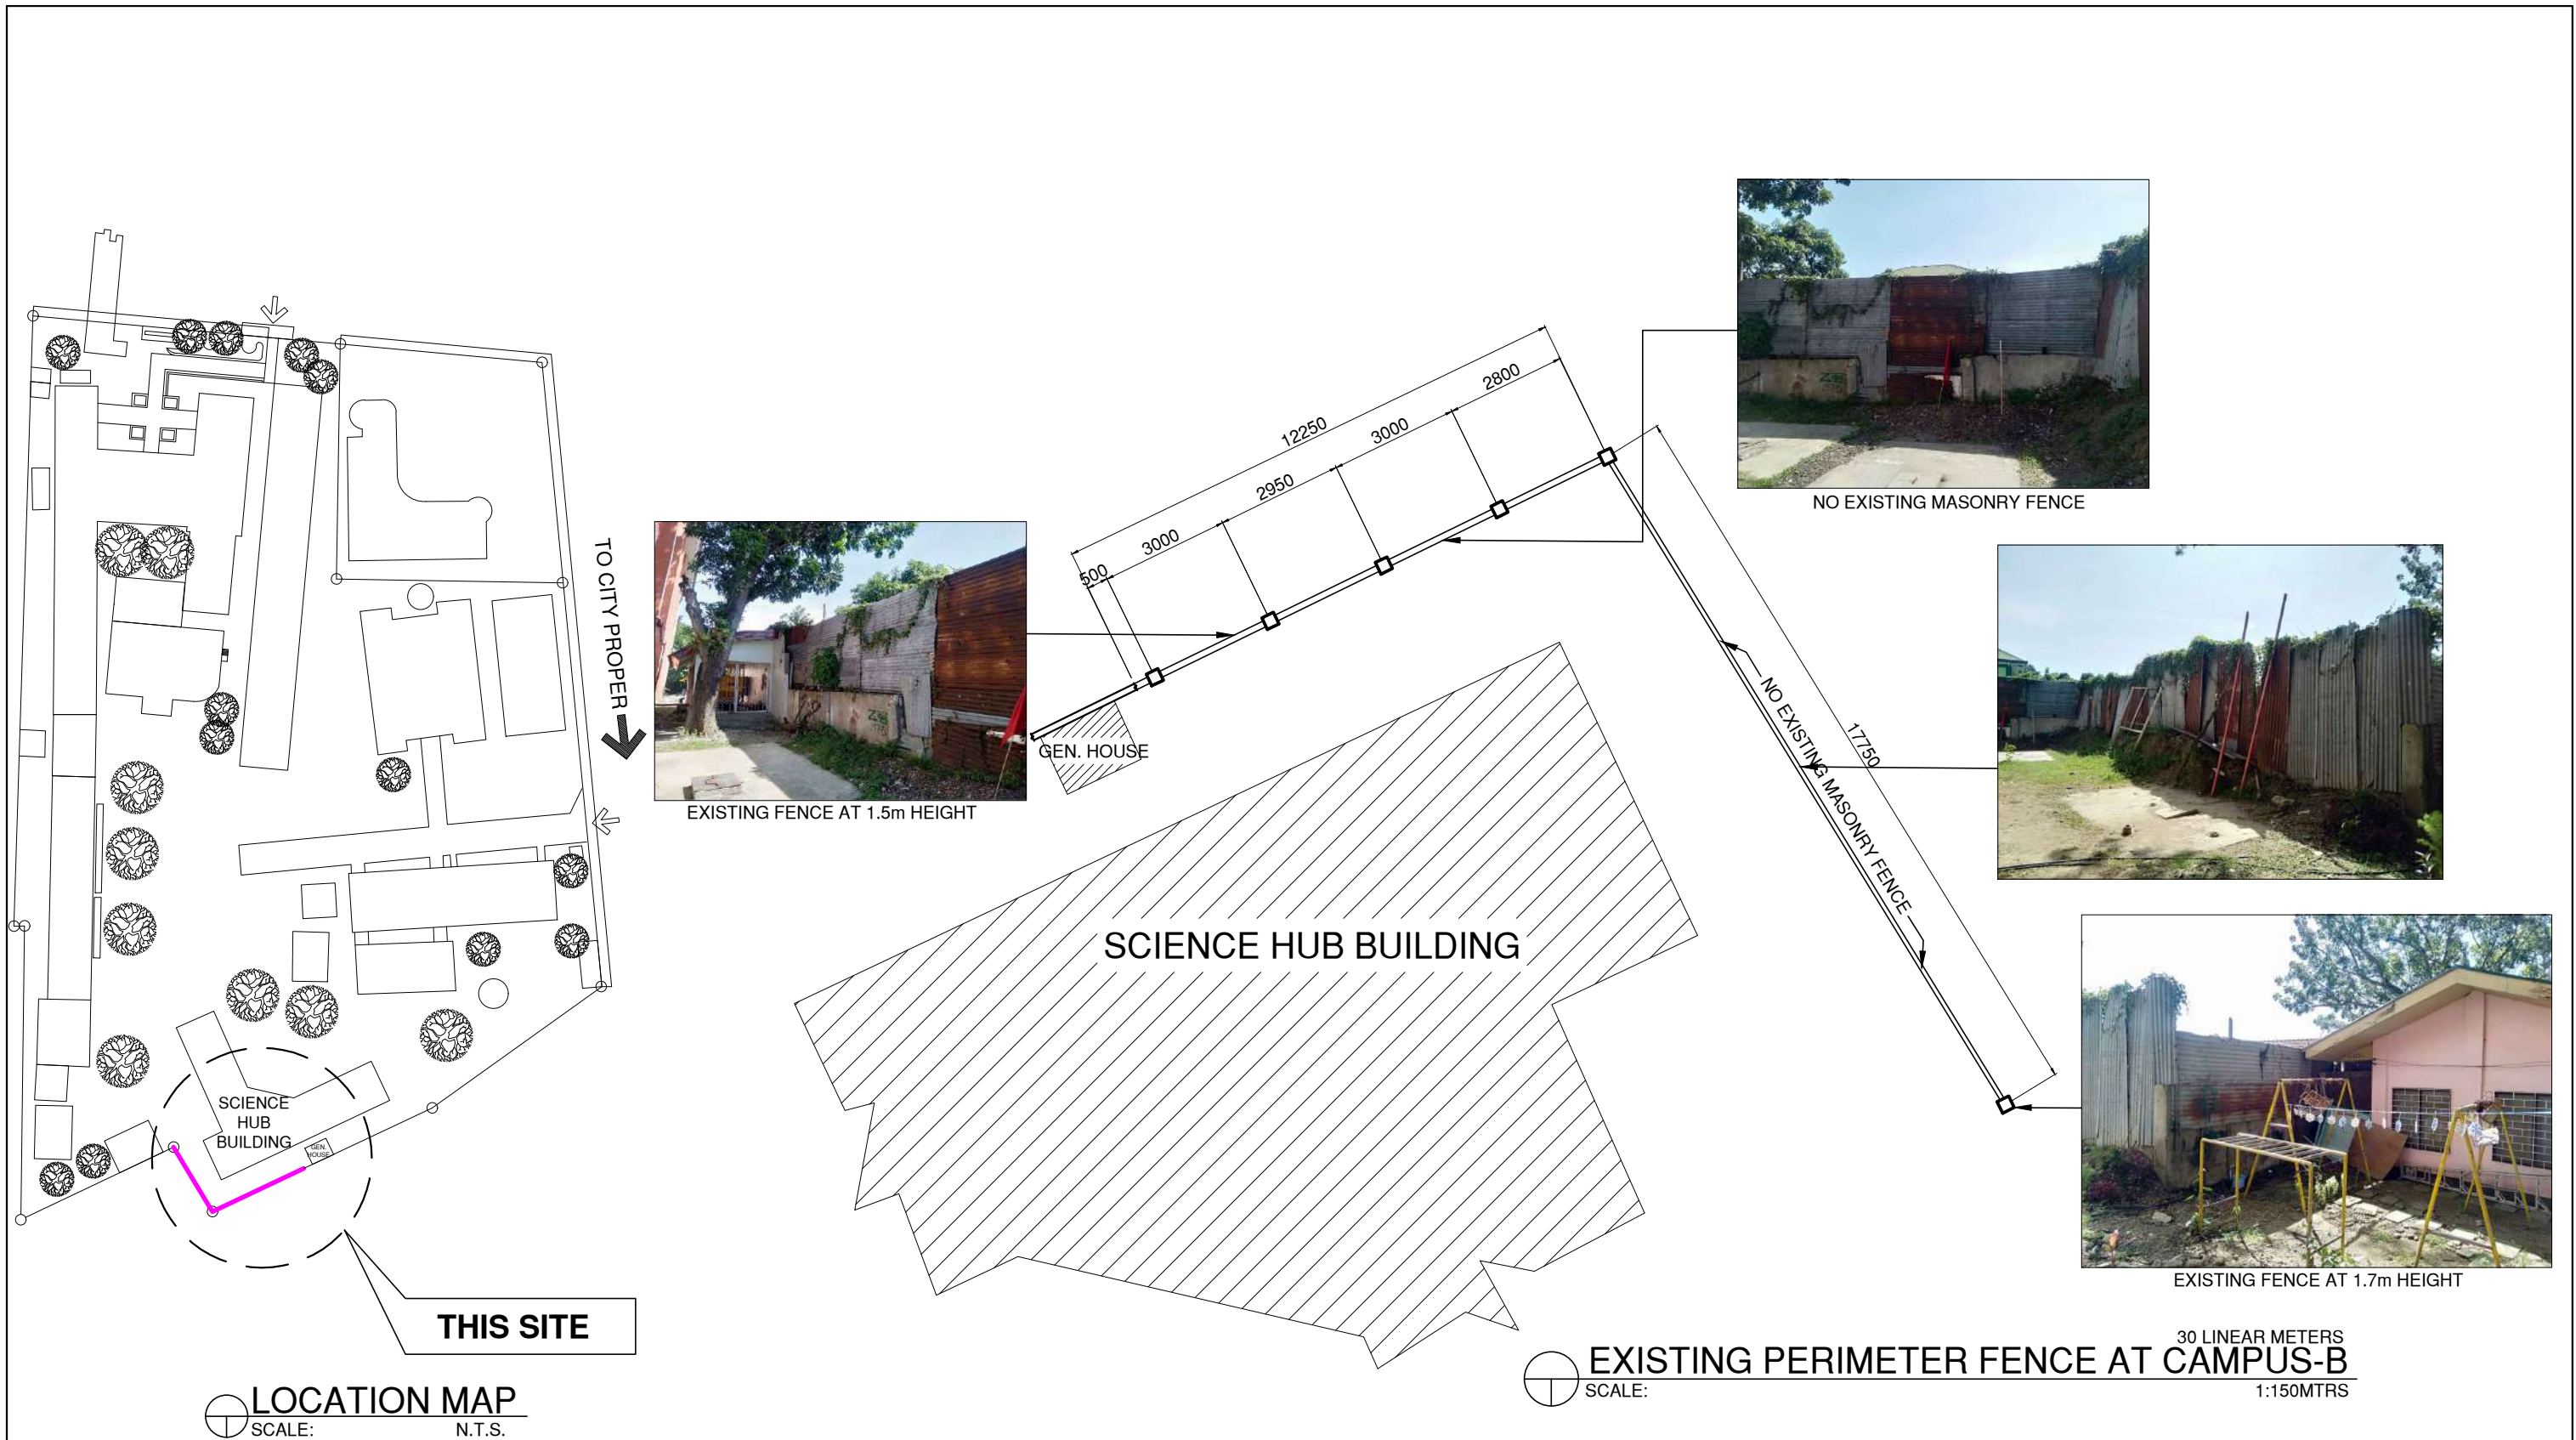 TO CITY PROPER
SCIENCE
HUB
BUILDING
GEN.
HOUSE
THIS SITE
LOCATION MAP
SCALE:
N.T.S.
EXISTING FENCE AT 1.5m HEIGHT
12250
500
3000
2950
3000
2800
GEN. HOUSE
SCIENCE HUB BUILDING
NO EXISTING MASONRY FENCE
17750
NO EXISTING MASONRY FENCE
EXISTING FENCE AT 1.7m HEIGHT
30 LINEAR METERS
EXISTING PERIMETER FENCE AT CAMPUS-B
SCALE:
1:150MTRS